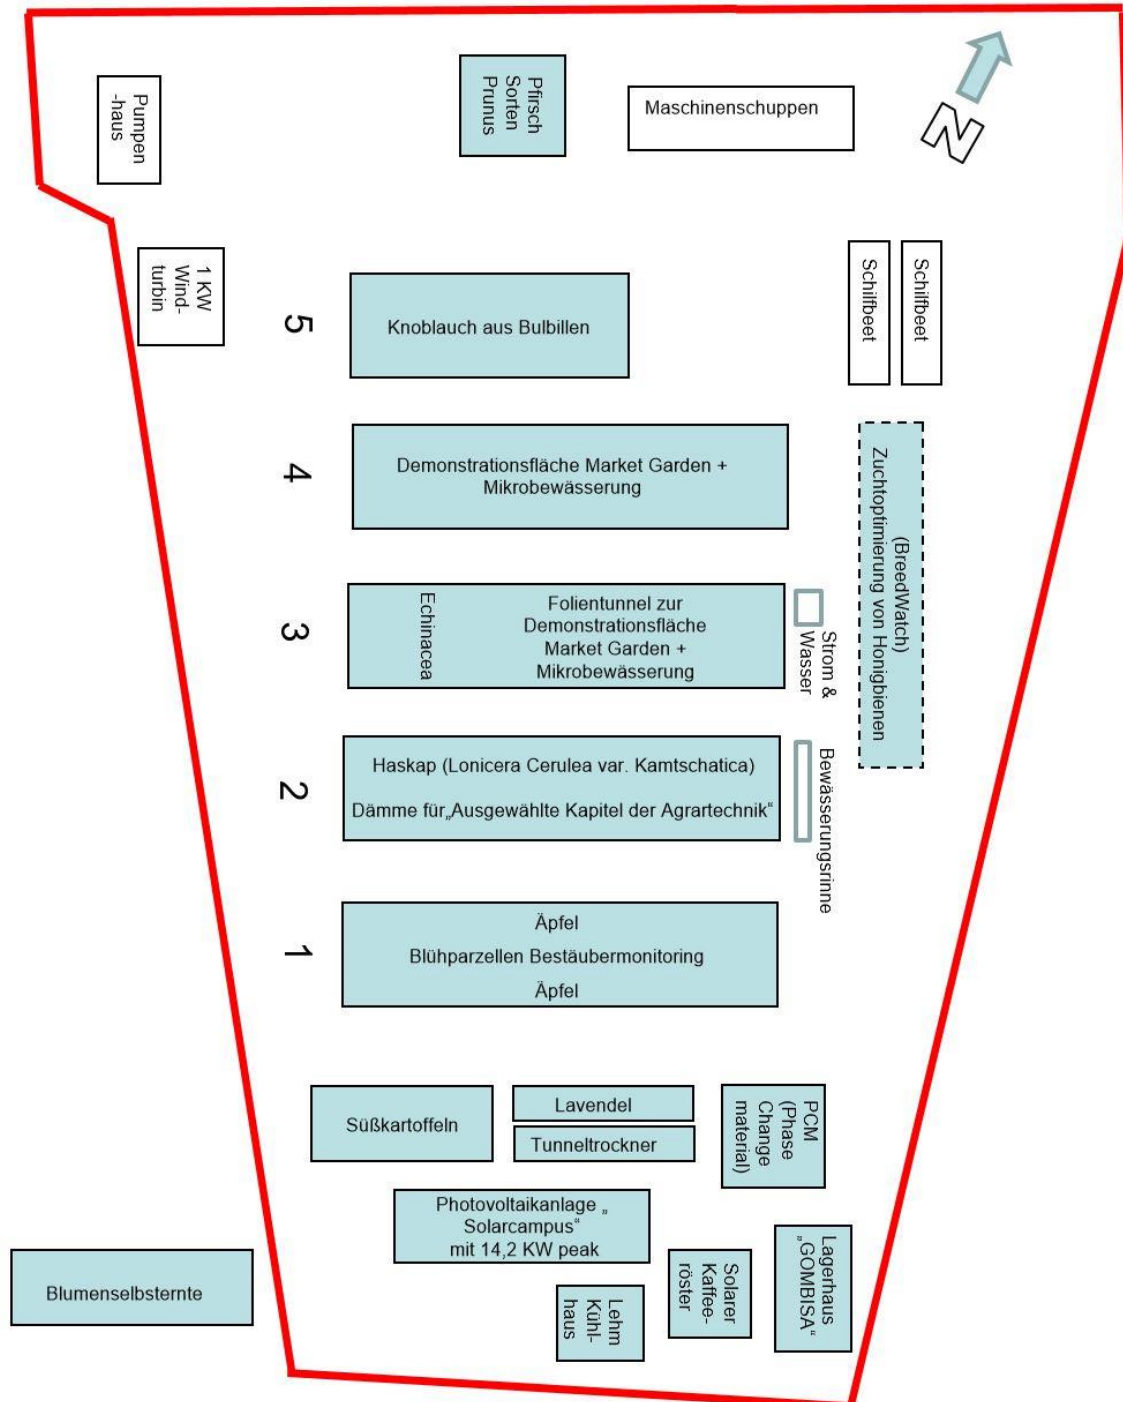 Pumpen
-haus
Pfirsch
Sorten
Prunus
Maschinenschuppen
N
1 KW
Wind-
turbin
5
Knoblauch aus Bulbillen
Schilfbeet
Schilfbeet
4
Demonstrationsfläche Market Garden +
Mikrobewässerung
(BreedWatch)
Zuchtoptimierung von Honigbienen
3
Echinacea
Folientunnel zur
Demonstrationsfläche
Market Garden +
Mikrobewässerung
Strom &
Wasser
2
Haskap (Lonicera Cerulea var. Kamtschatica)
Dämme für„Ausgewählte Kapitel der Agrartechnik“
Bewässerungsrinne
1
Äpfel
Blühparzellen Bestäubermonitoring
Äpfel
Süßkartoffeln
Lavendel
Tunneltrockner
PCM
(Phase
Change
material)
Photovoltaikanlage „
Solarcampus“
mit 14,2 KW peak
Lehm
Kühl-
haus
Solarer
Kaffee-
röster
Lagerhaus
„GOMBISA“
Blumenselbsternte